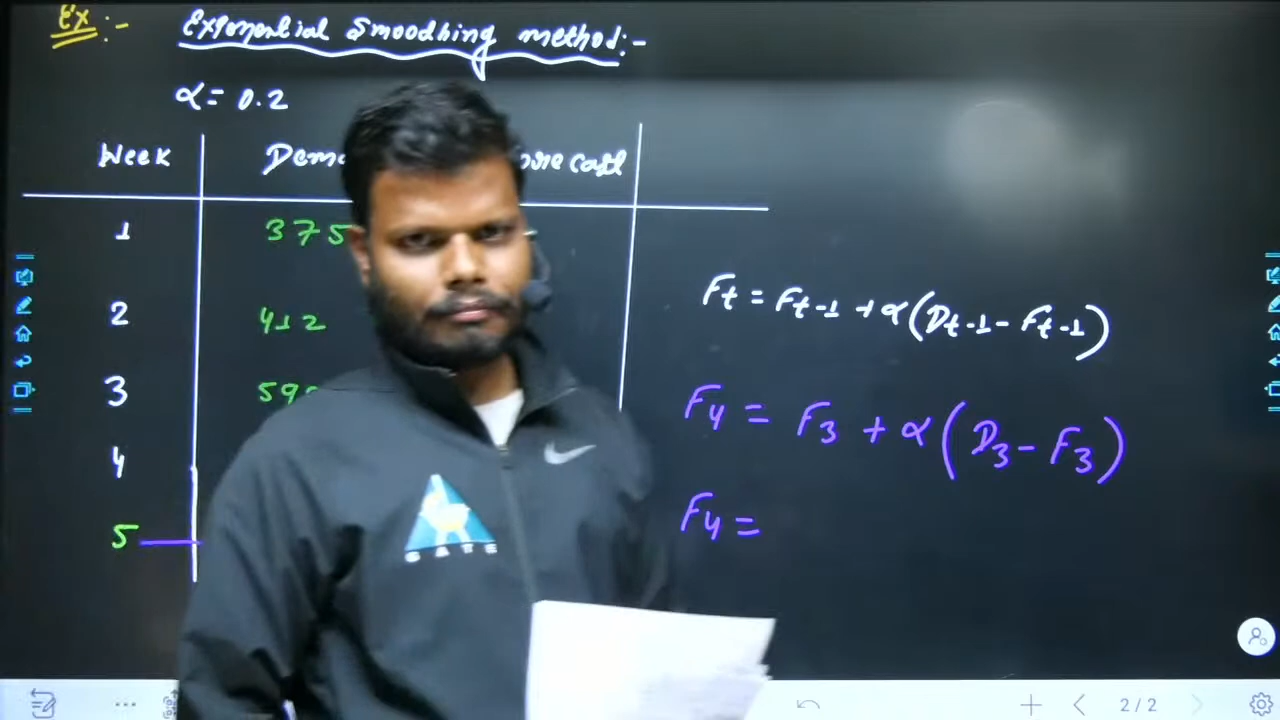 Ex:-
Exponential Smoothing method:-
α = 0.2
Week
1 375
2 412
3
4
5
Ft = Ft-1 + α(Dt-1 - Ft-1)
F4 = F3 + α(D3 - F3)
F4 =
GATE
2/2